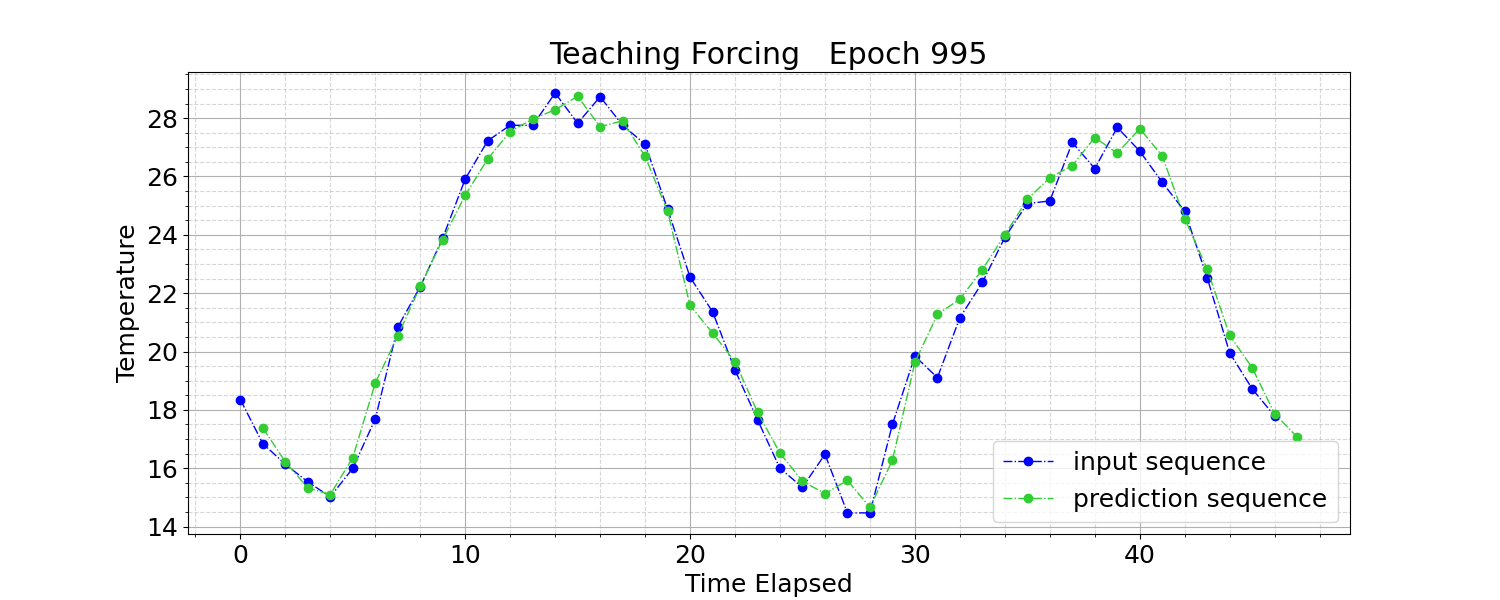 Teaching Forcing   Epoch 995
28
26
24
22
20
18
16
14
Temperature
0 10 20 30 40
Time Elapsed
input sequence
prediction sequence